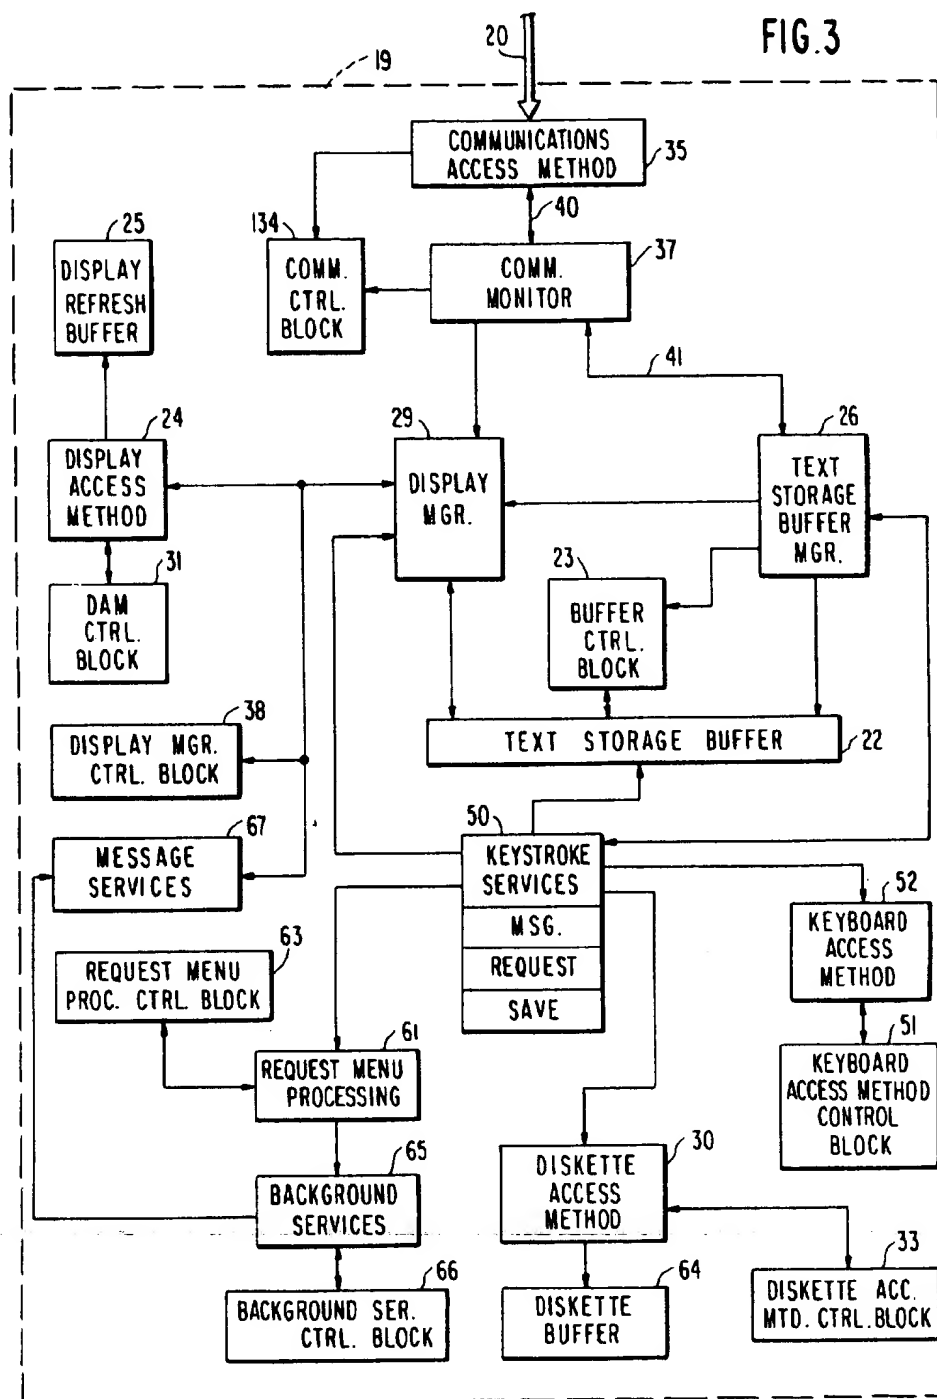 FIG.3
20
19
COMMUNICATIONS
ACCESS METHOD
35
40
134
COMM.
CTRL.
BLOCK
37
COMM.
MONITOR
25
DISPLAY
REFRESH
BUFFER
41
24
DISPLAY
ACCESS
METHOD
29
DISPLAY
MGR.
26
TEXT
STORAGE
BUFFER
MGR.
31
DAM
CTRL.
BLOCK
23
BUFFER
CTRL.
BLOCK
38
DISPLAY MGR.
CTRL. BLOCK
TEXT STORAGE BUFFER
22
67
MESSAGE
SERVICES
50
KEYSTROKE
SERVICES
MSG.
REQUEST
SAVE
52
KEYBOARD
ACCESS
METHOD
63
REQUEST MENU
PROC. CTRL. BLOCK
51
KEYBOARD
ACCESS METHOD
CONTROL
BLOCK
61
REQUEST MENU
PROCESSING
65
BACKGROUND
SERVICES
30
DISKETTE
ACCESS
METHOD
66
BACKGROUND SER.
CTRL. BLOCK
64
DISKETTE
BUFFER
33
DISKETTE ACC.
MTD. CTRL.BLOCK